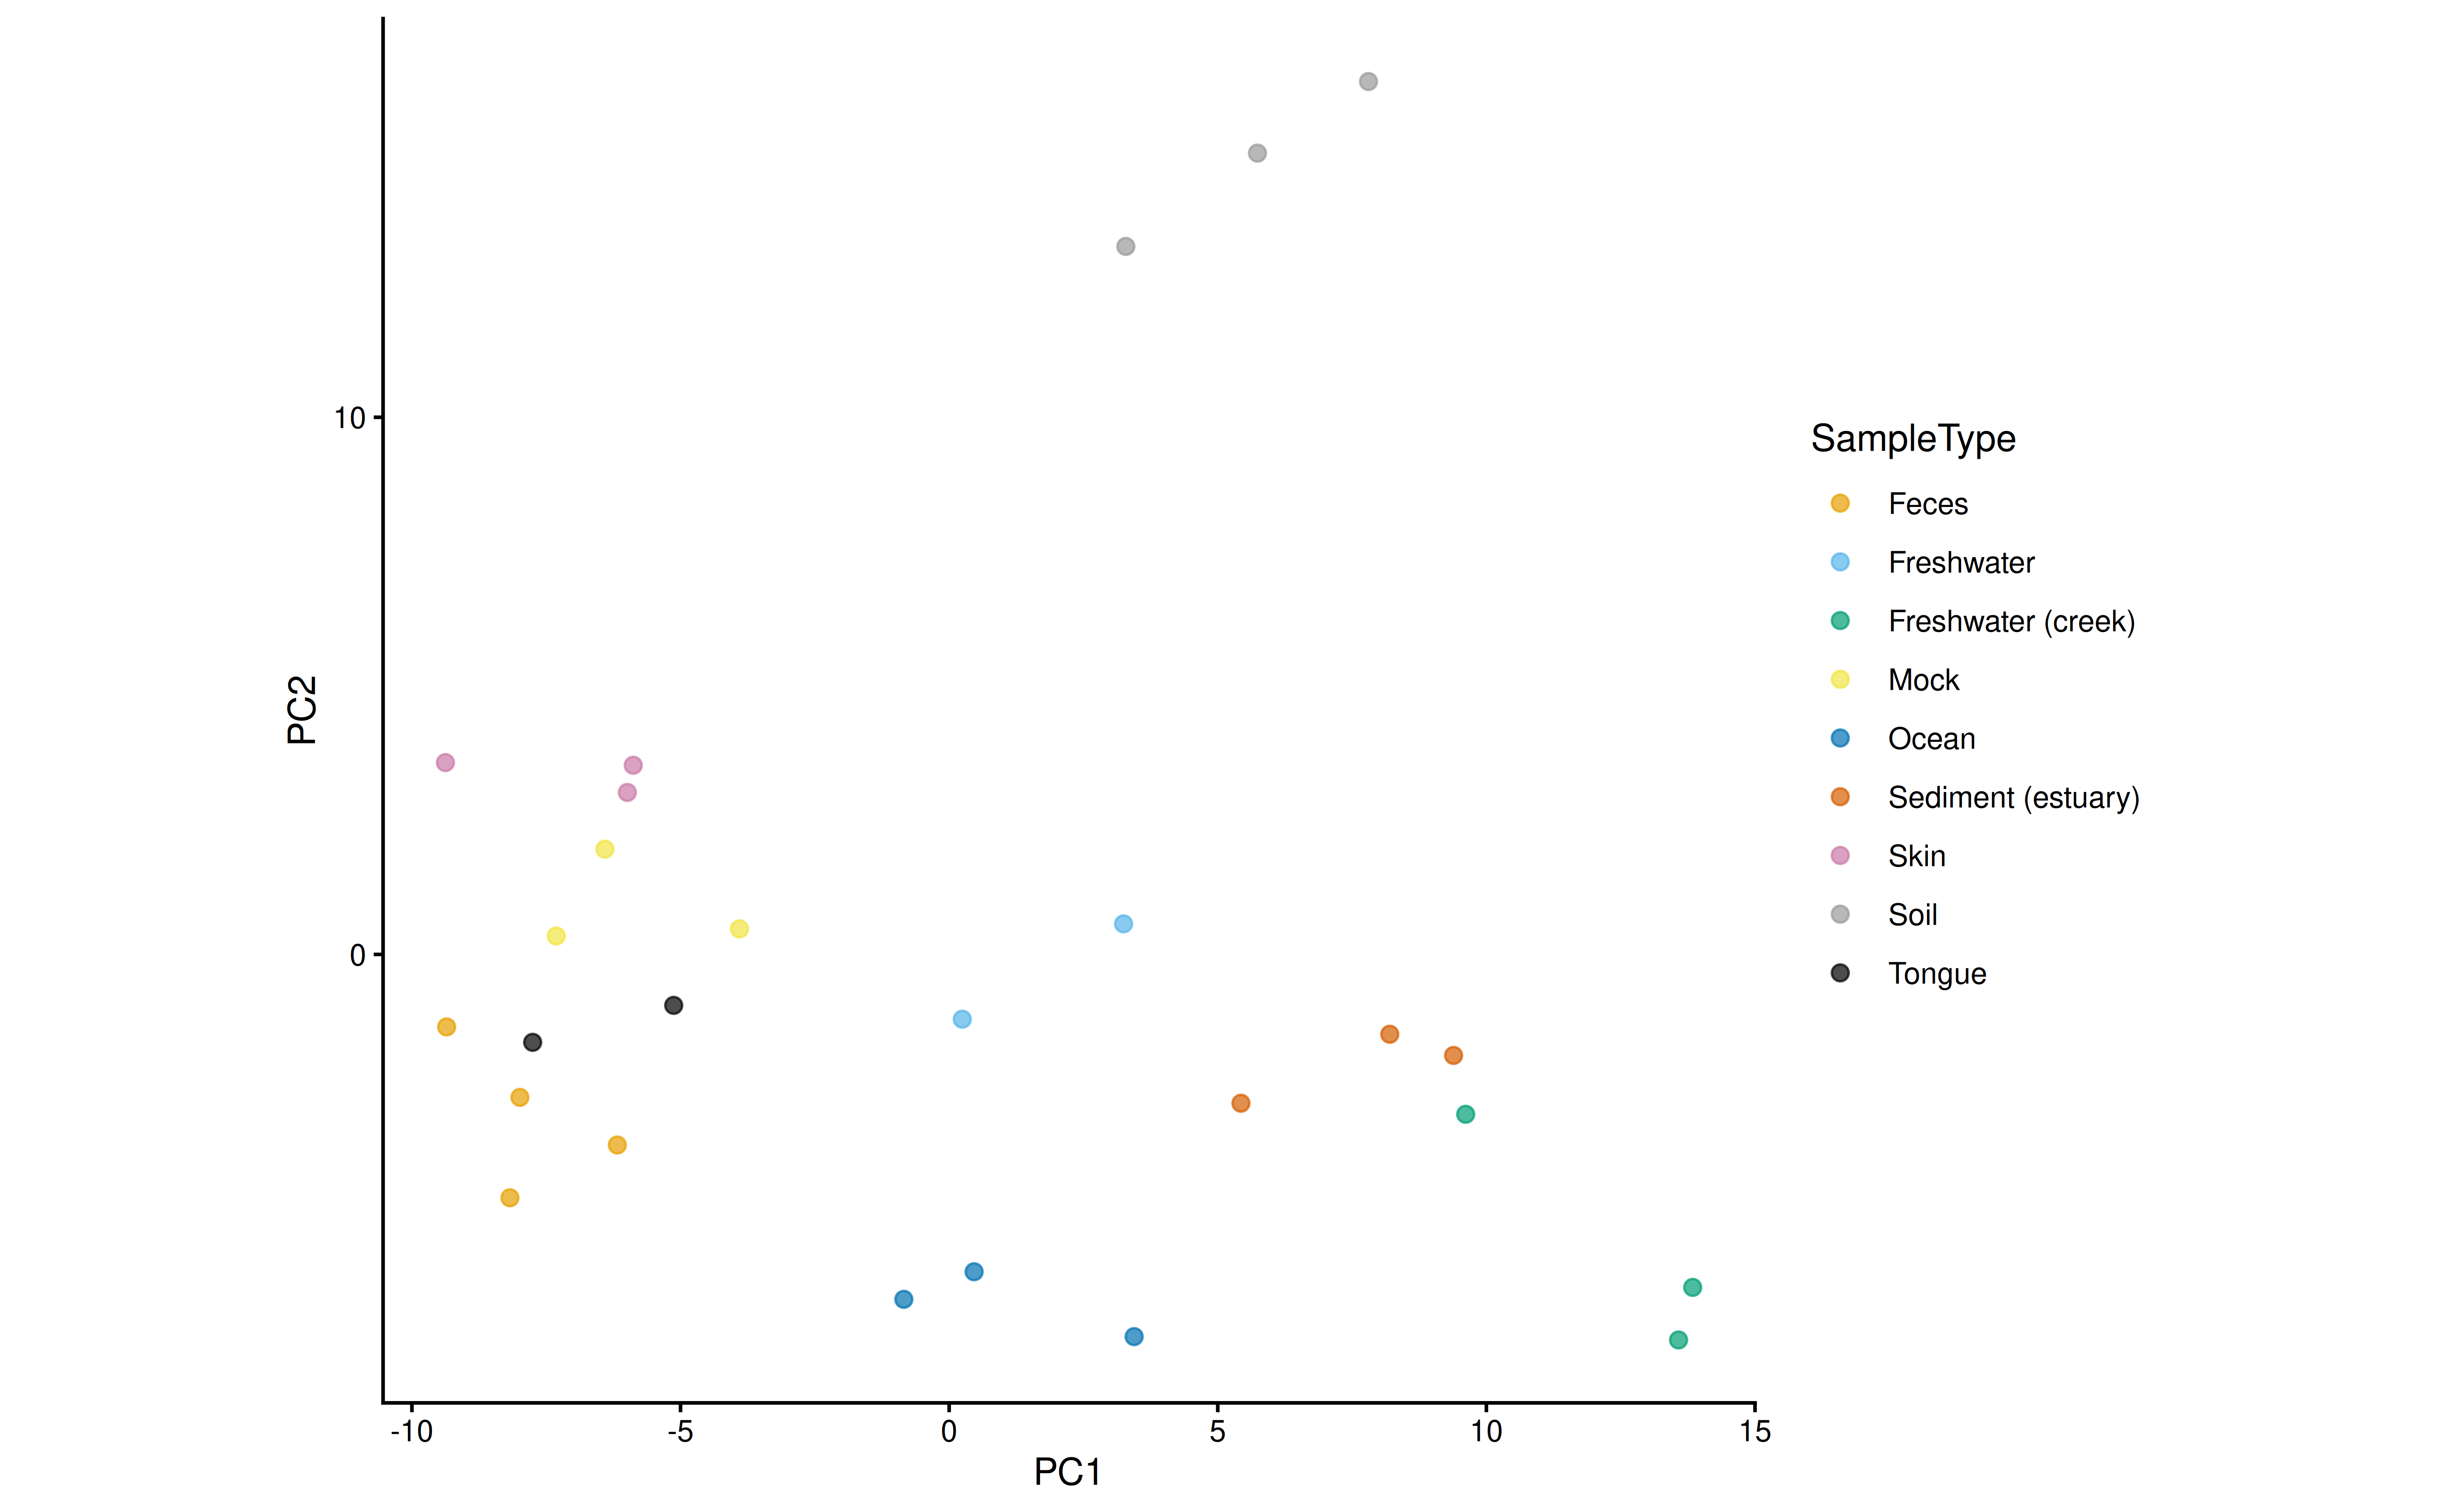 10
0
PC2
-10
-5
0
5
10
15
PC1
SampleType
Feces
Freshwater
Freshwater (creek)
Mock
Ocean
Sediment (estuary)
Skin
Soil
Tongue